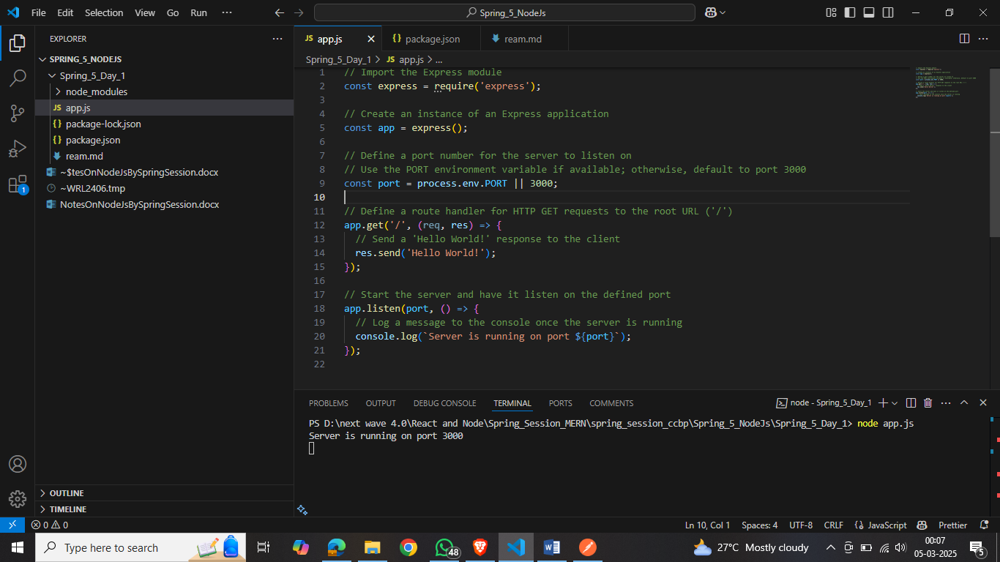 File Edit Selection View Go Run ··· Spring_5_NodeJs
EXPLORER ···
SPRING_5_NODEJS
Spring_5_Day_1
node_modules
JS app.js
{} package-lock.json
{} package.json
ream.md
~$tesOnNodeJsBySpringSession.docx
~WRL2406.tmp
NotesOnNodeJsBySpringSession.docx
OUTLINE
TIMELINE
1
JS app.js {} package.json ream.md
Spring_5_Day_1 > JS app.js > ...
1 // Import the Express module
2 const express = require('express');
3
4 // Create an instance of an Express application
5 const app = express();
6
7 // Define a port number for the server to listen on
8 // Use the PORT environment variable if available; otherwise, default to port 3000
9 const port = process.env.PORT || 3000;
10
11 // Define a route handler for HTTP GET requests to the root URL ('/')
12 app.get('/', (req, res) => {
13 // Send a 'Hello World!' response to the client
14 res.send('Hello World!');
15 });
16
17 // Start the server and have it listen on the defined port
18 app.listen(port, () => {
19 // Log a message to the console once the server is running
20 console.log(`Server is running on port ${port}`);
21 });
22
PROBLEMS OUTPUT DEBUG CONSOLE TERMINAL PORTS COMMENTS node - Spring_5_Day_1
PS D:\next wave 4.0\React and Node\Spring_Session_MERN\spring_session_ccbp\Spring_5_NodeJs\Spring_5_Day_1> node app.js
Server is running on port 3000
0 0 Ln 10, Col 1 Spaces: 4 UTF-8 CRLF {} JavaScript Prettier
Type here to search 48 27°C Mostly cloudy 00:07
05-03-2025 5